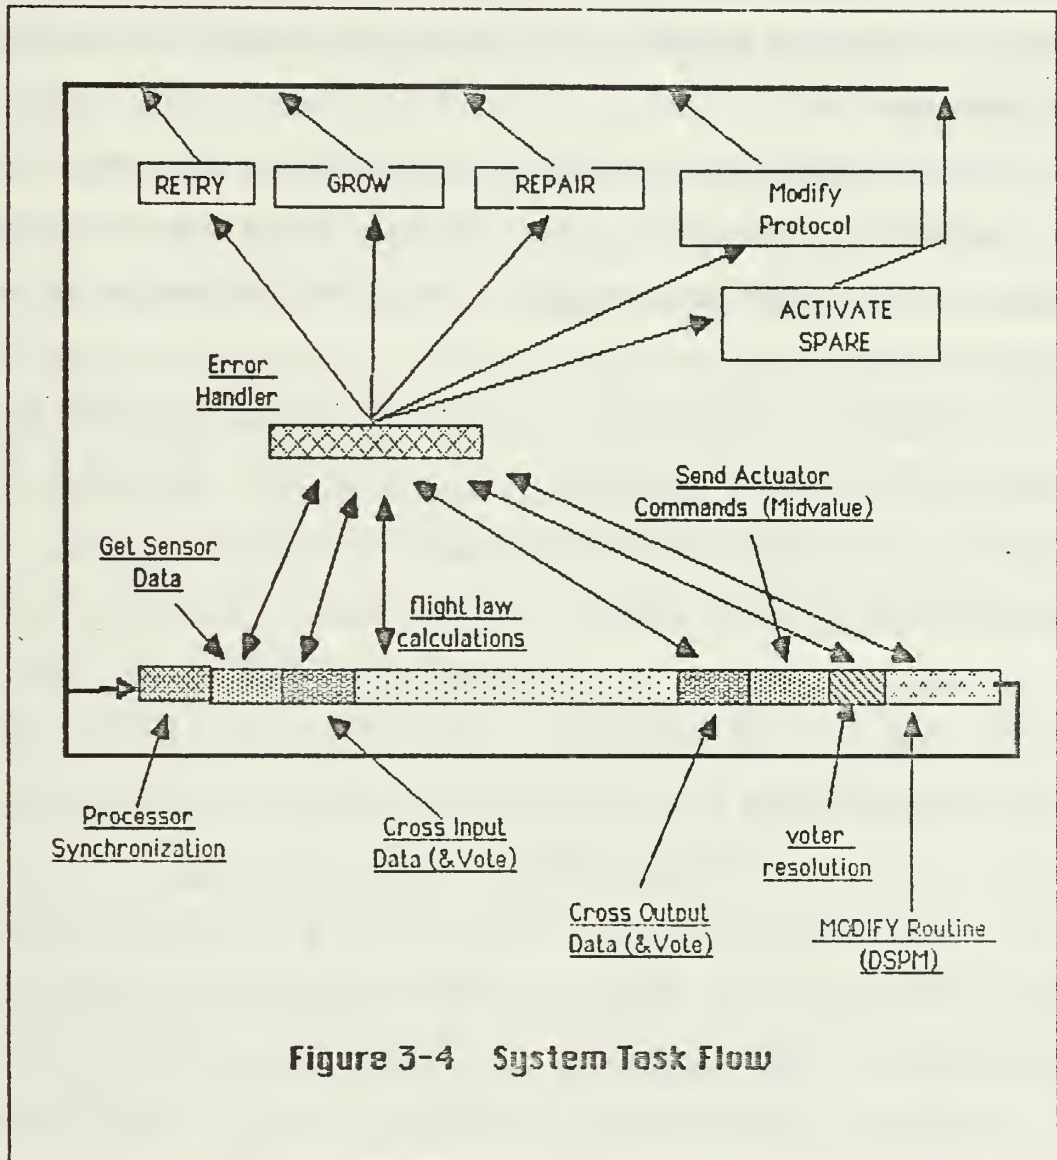 RETRY
GROW
REPAIR
Modify
Protocol
ACTIVATE
SPARE
Error
Handler
Send Actuator
Commands (Midvalue)
Get Sensor
Data
flight law
calculations
Processor
Synchronization
Cross Input
Data (&Vote)
voter
resolution
Cross Output
Data (&Vote)
MODIFY Routine
(DSPM)
Figure 3-4 System Task Flow